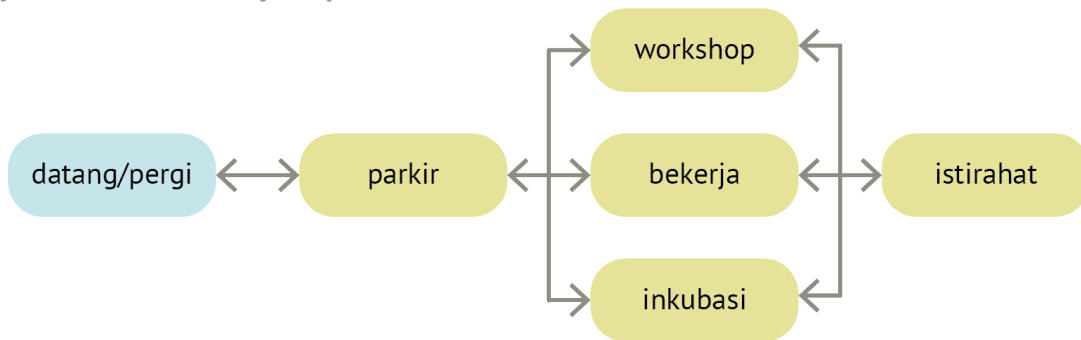 workshop
datang/pergi
parkir
bekerja
istirahat
inkubasi